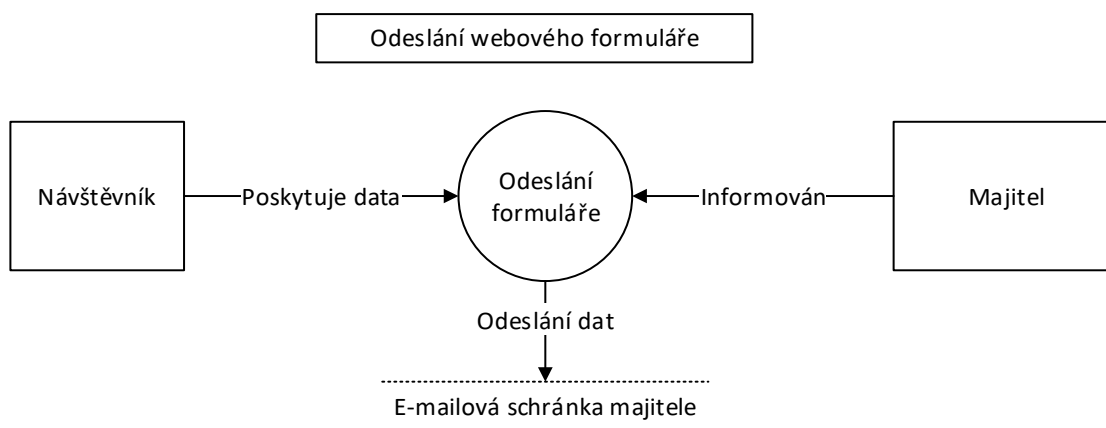 Odeslání webového formuláře
Návštěvník
Poskytuje data
Odeslání
formuláře
Informován
Majitel
Odeslání dat
E-mailová schránka majitele